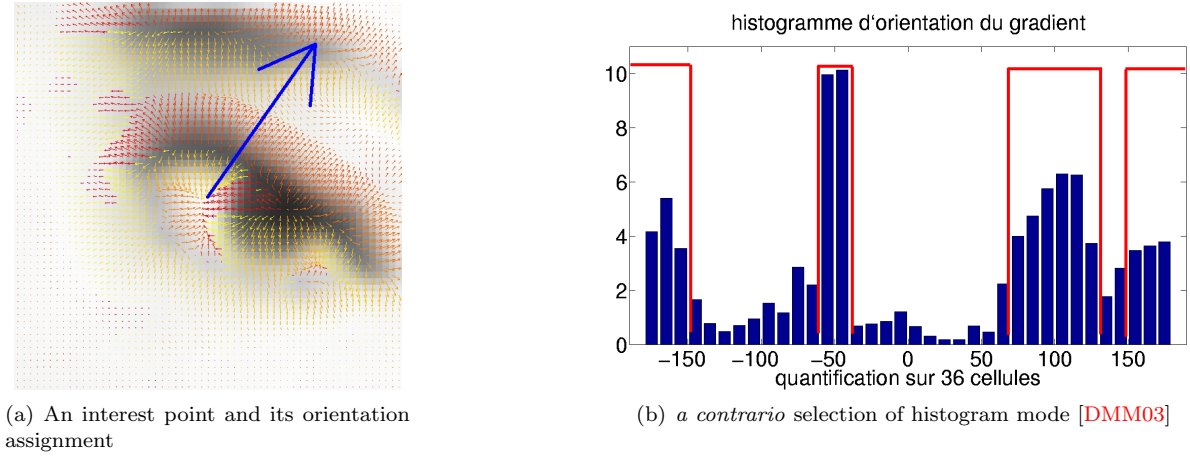 histogramme d'orientation du gradient
10
8
6
4
2
0
−150 −100 −50 0 50 100 150
quantification sur 36 cellules
(a) An interest point and its orientation
assignment
(b) a contrario selection of histogram mode [DMM03]